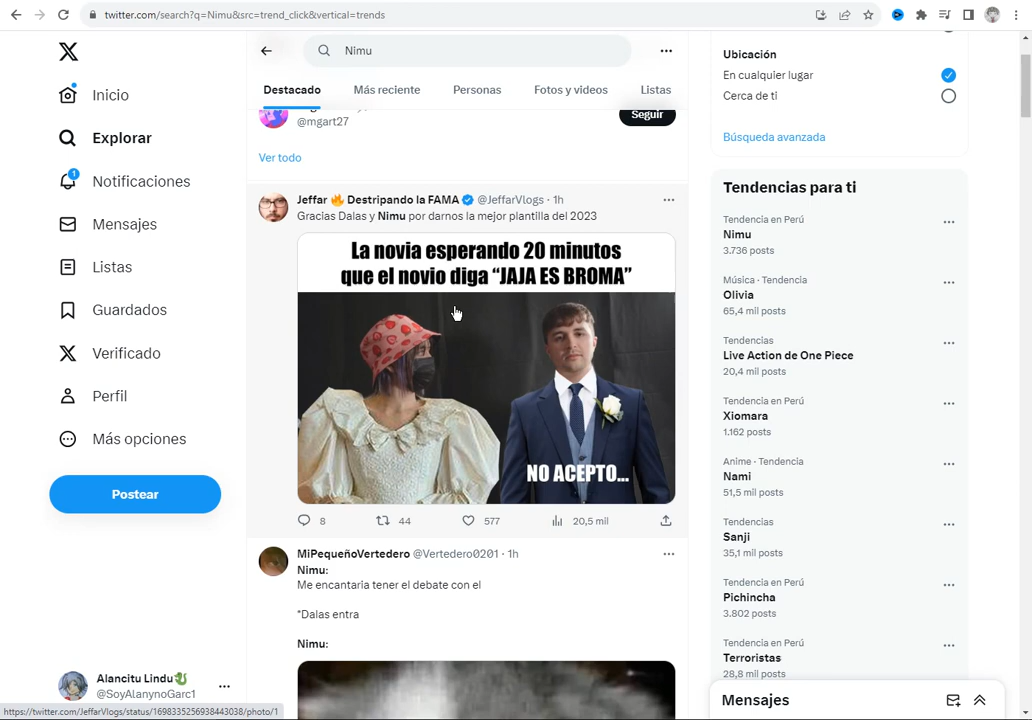 twitter.com/search?q=Nimu&src=trend_click&vertical=trends
X
Inicio
Explorar
1
Notificaciones
Mensajes
Listas
Guardados
Verificado
Perfil
Más opciones
Postear
Alancitu Lindu
@SoyAlanynoGarc1
https://twitter.com/JeffarVlogs/status/1698335256938443038/photo/1
Nimu
Destacado
Más reciente
Personas
Fotos y videos
Listas
@mgart27
Seguir
Ver todo
Jeffar 🔥 Destripando la FAMA @JeffarVlogs · 1h
Gracias Dalas y Nimu por darnos la mejor plantilla del 2023
La novia esperando 20 minutos
que el novio diga “JAJA ES BROMA”
NO ACEPTO...
8 44 577 20,5 mil
MiPequeñoVertedero @Vertedero0201 · 1h
Nimu:
Me encantaria tener el debate con el
"Dalas entra
Nimu:
Ubicación
En cualquier lugar
Cerca de ti
Búsqueda avanzada
Tendencias para ti
Tendencia en Perú
Nimu
3.736 posts
Música · Tendencia
Olivia
65,4 mil posts
Tendencias
Live Action de One Piece
20,4 mil posts
Tendencia en Perú
Xiomara
1.162 posts
Anime · Tendencia
Nami
51,5 mil posts
Tendencias
Sanji
35,1 mil posts
Tendencia en Perú
Pichincha
3.802 posts
Tendencia en Perú
Terroristas
28,8 mil posts
Mensajes